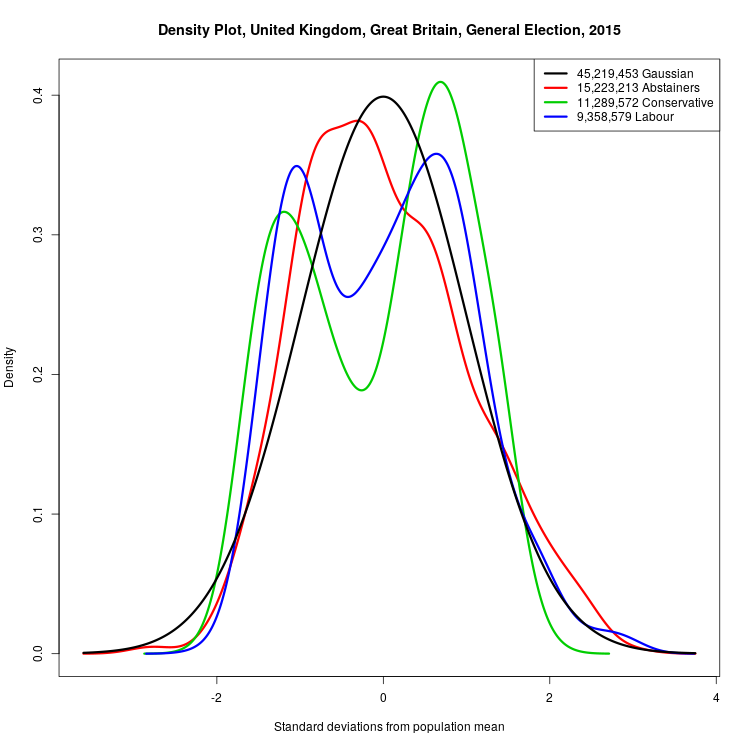 Density Plot, United Kingdom, Great Britain, General Election, 2015
45,219,453 Gaussian
15,223,213 Abstainers
11,289,572 Conservative
9,358,579 Labour
Density
0.4
0.3
0.2
0.1
0.0
-2 0 2 4
Standard deviations from population mean